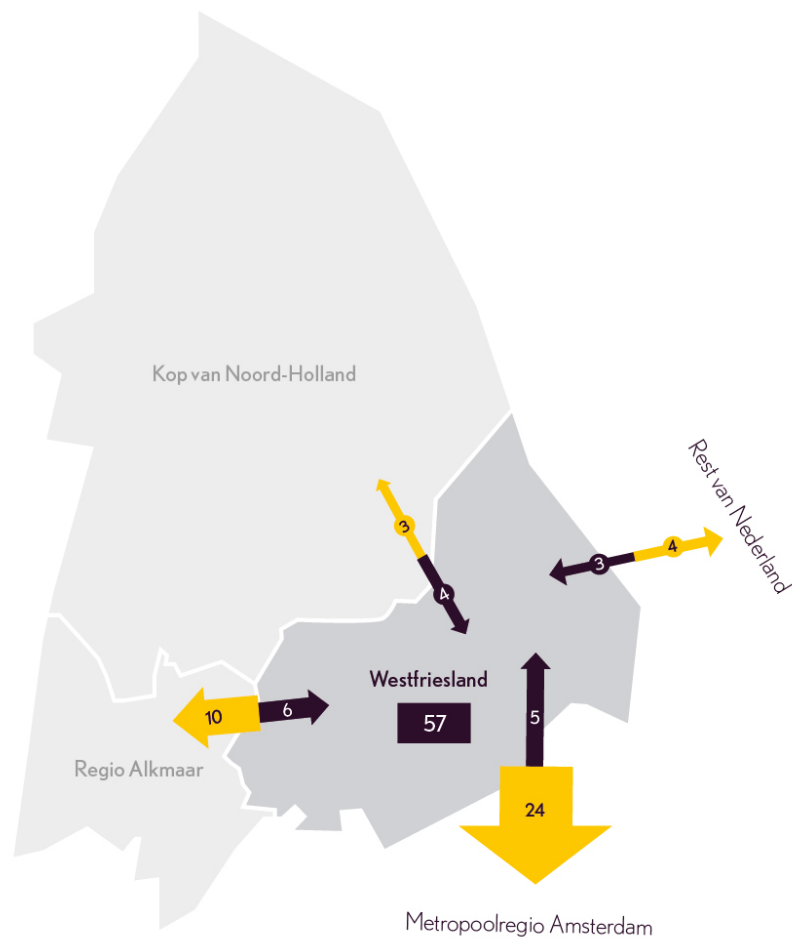 Kop van Noord-Holland
Rest van Nederland
3
4
3
4
Westfriesland
57
10
6
5
Regio Alkmaar
24
Metropoolregio Amsterdam